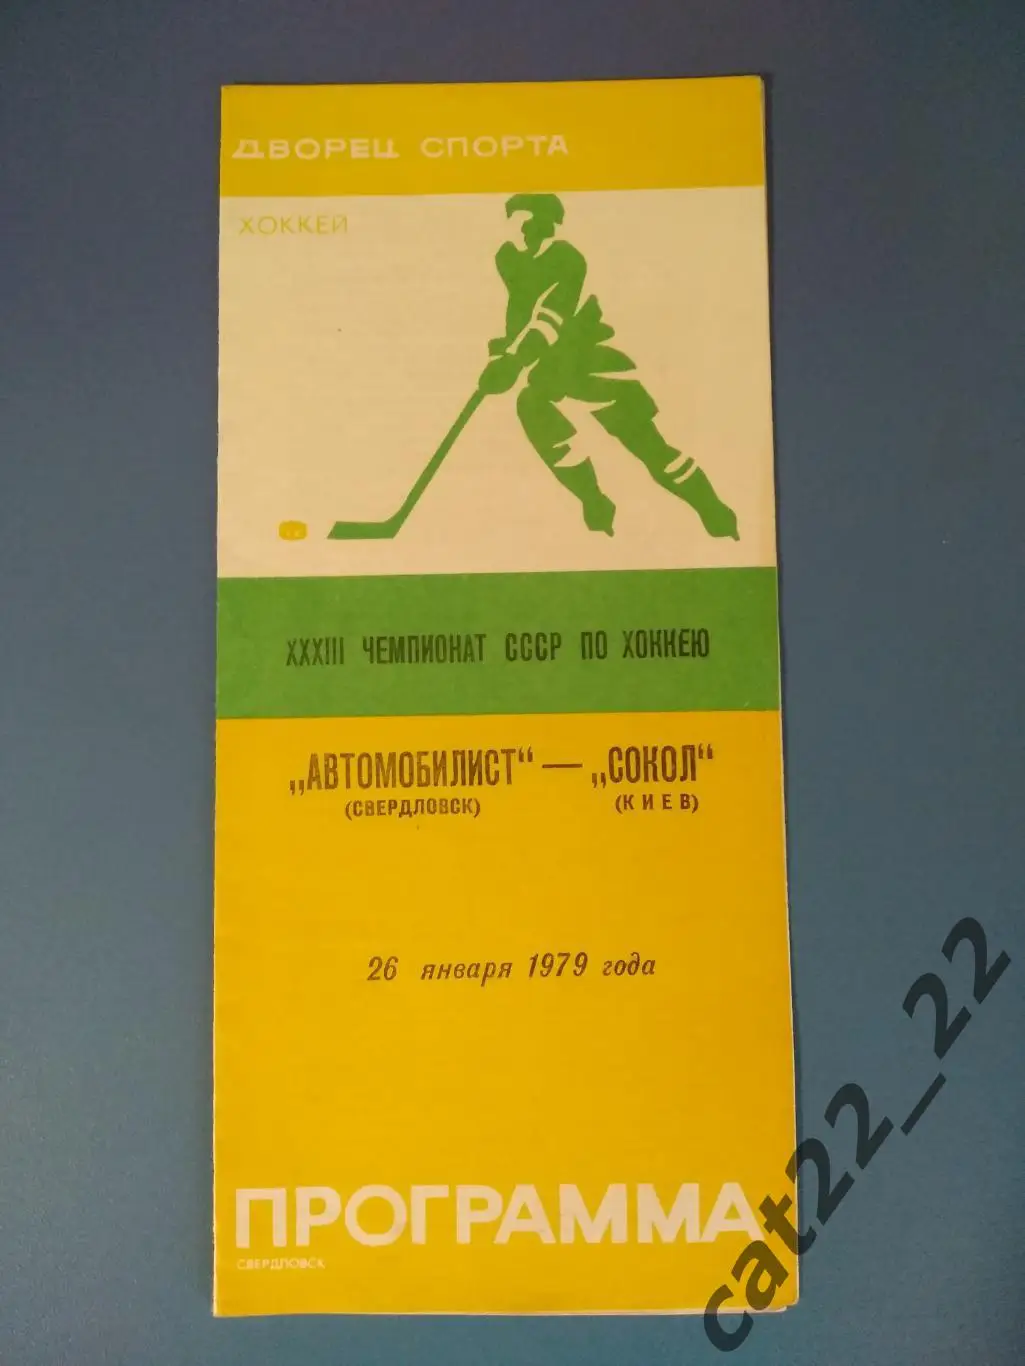 ДВОРЕЦ СПОРТА
ХОККЕЙ
XXXIII ЧЕМПИОНАТ СССР ПО ХОККЕЮ
„АВТОМОБИЛИСТ“ — „СОКОЛ“
(СВЕРДЛОВСК) (КИЕВ)
26 января 1979 года
ПРОГРАММА
СВЕРДЛОВСК
cat22_22